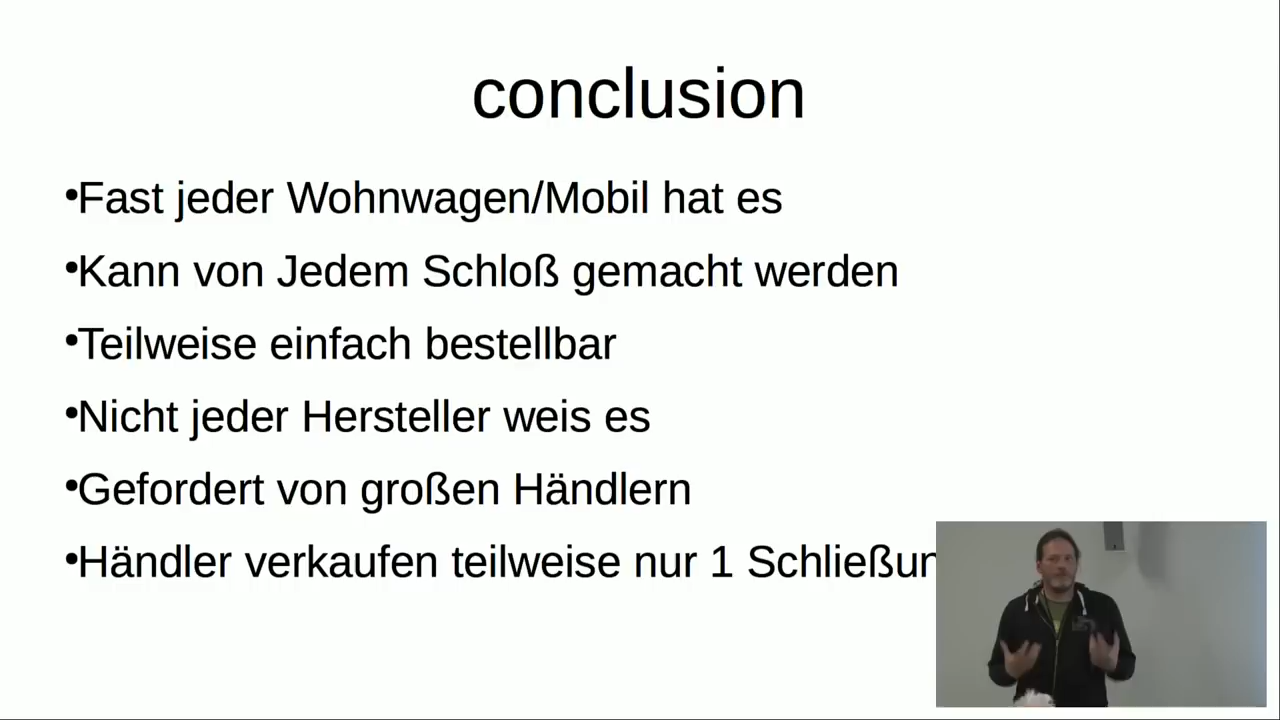 conclusion
•Fast jeder Wohnwagen/Mobil hat es
•Kann von Jedem Schloß gemacht werden
•Teilweise einfach bestellbar
•Nicht jeder Hersteller weis es
•Gefordert von großen Händlern
•Händler verkaufen teilweise nur 1